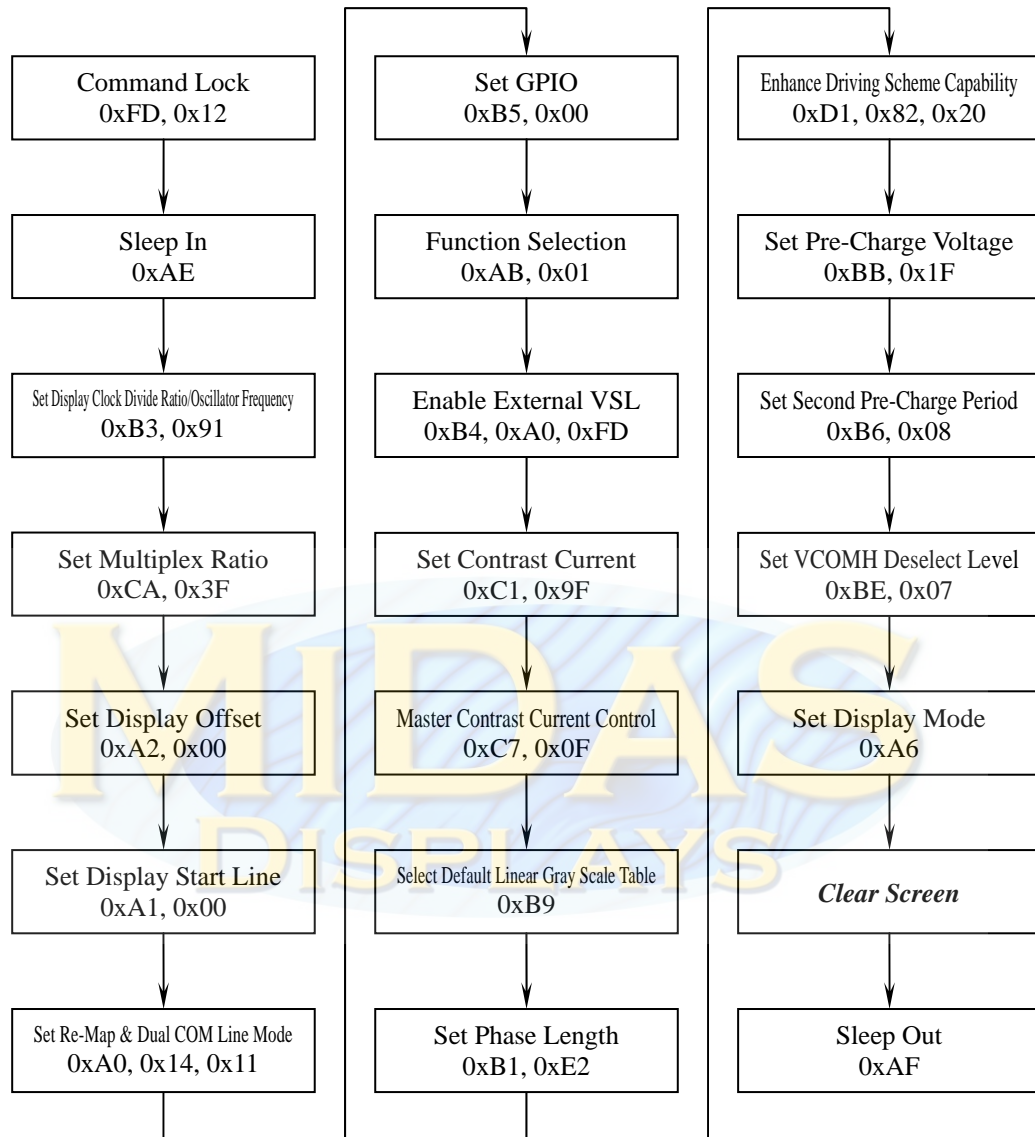 Command Lock
0xFD, 0x12
Sleep In
0xAE
Set Display Clock Divide Ratio/Oscillator Frequency
0xB3, 0x91
Set Multiplex Ratio
0xCA, 0x3F
Set Display Offset
0xA2, 0x00
Set Display Start Line
0xA1, 0x00
Set Re-Map & Dual COM Line Mode
0xA0, 0x14, 0x11
Set GPIO
0xB5, 0x00
Function Selection
0xAB, 0x01
Enable External VSL
0xB4, 0xA0, 0xFD
Set Contrast Current
0xC1, 0x9F
Master Contrast Current Control
0xC7, 0x0F
Select Default Linear Gray Scale Table
0xB9
Set Phase Length
0xB1, 0xE2
Enhance Driving Scheme Capability
0xD1, 0x82, 0x20
Set Pre-Charge Voltage
0xBB, 0x1F
Set Second Pre-Charge Period
0xB6, 0x08
Set VCOMH Deselect Level
0xBE, 0x07
Set Display Mode
0xA6
Clear Screen
Sleep Out
0xAF
MIDAS
DISPLAYS